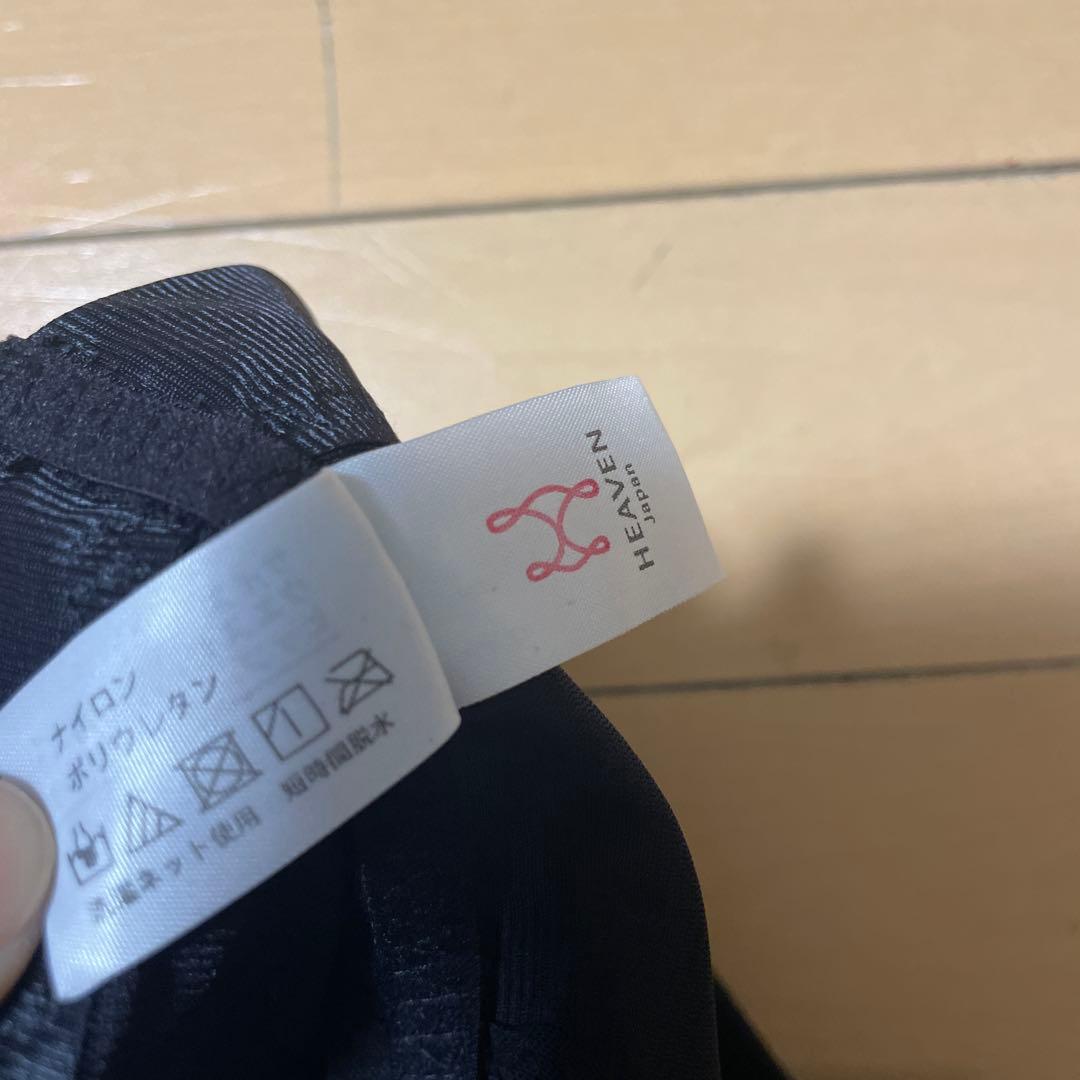 HEAVEN
Japan
ナイロン
ポリウレタン
洗濯ネット使用 短時間脱水